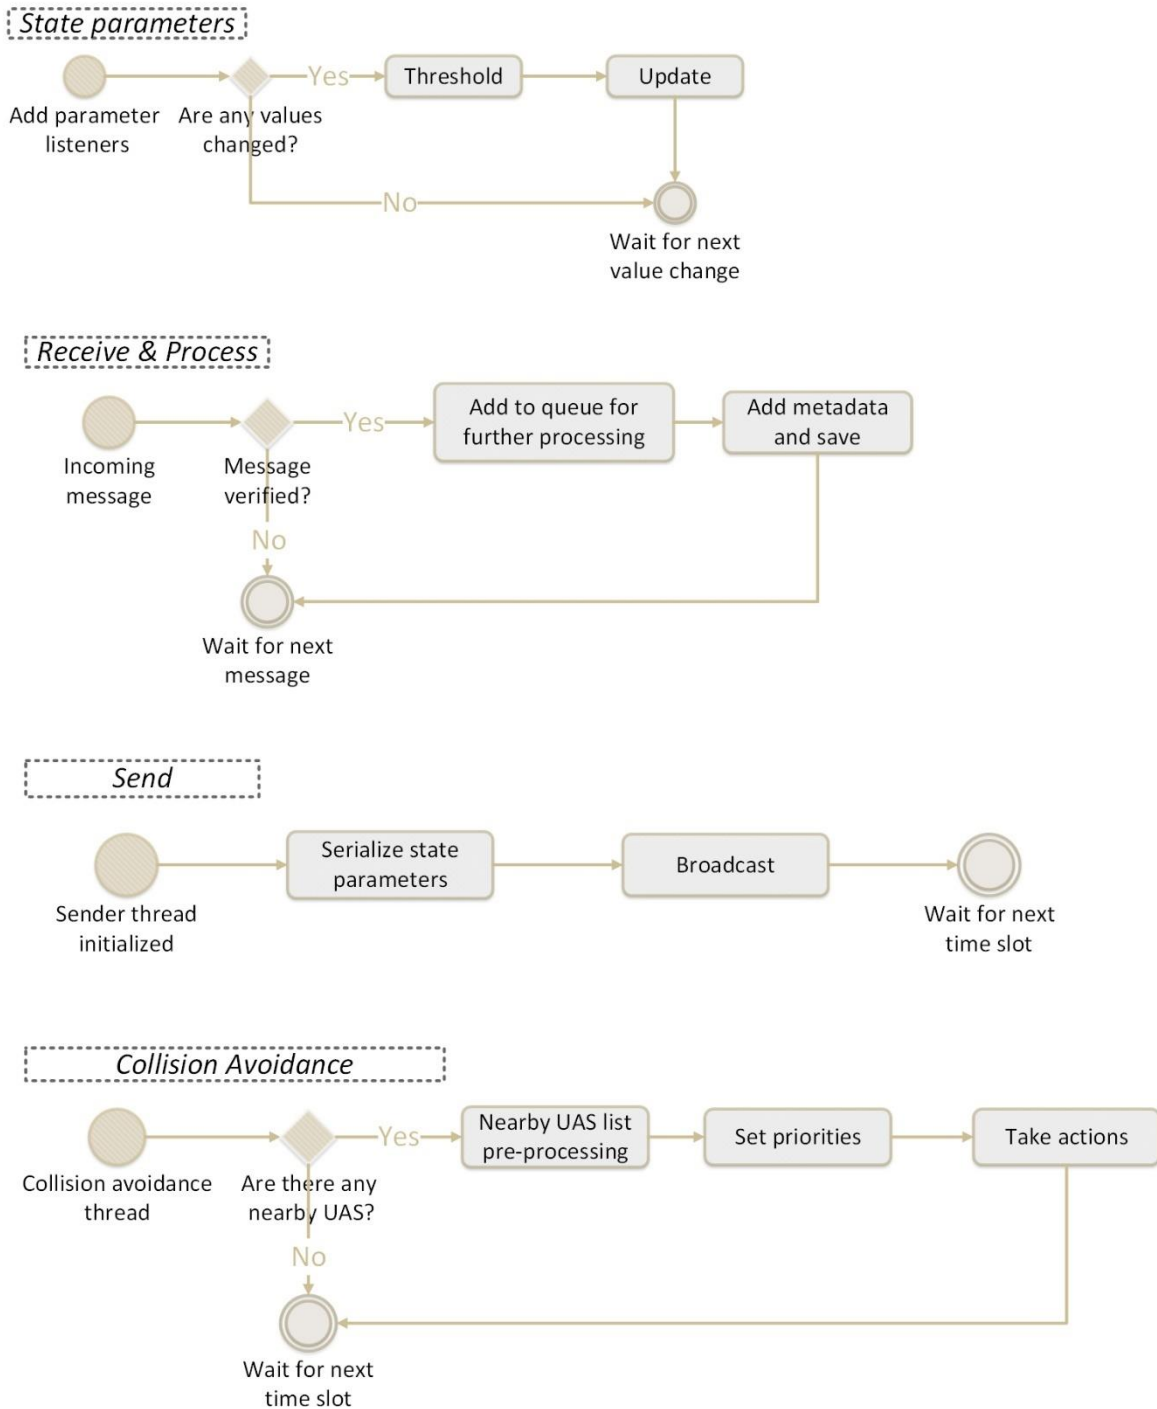 State parameters
Yes
Threshold
Update
Add parameter
listeners
Are any values
changed?
No
Wait for next
value change
Receive & Process
Yes
Add to queue for
further processing
Add metadata
and save
Incoming
message
Message
verified?
No
Wait for next
message
Send
Serialize state
parameters
Broadcast
Sender thread
initialized
Wait for next
time slot
Collision Avoidance
Yes
Nearby UAS list
pre-processing
Set priorities
Take actions
Collision avoidance
thread
Are there any
nearby UAS?
No
Wait for next
time slot